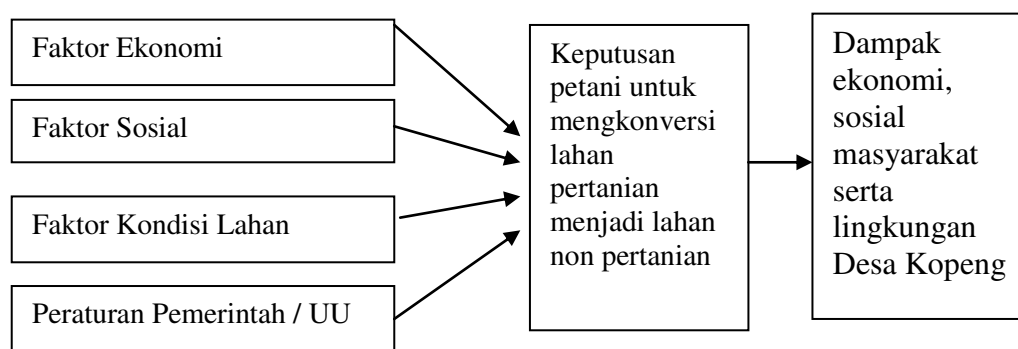 Faktor Ekonomi
Faktor Sosial
Faktor Kondisi Lahan
Peraturan Pemerintah / UU
Keputusan
petani untuk
mengkonversi
lahan
pertanian
menjadi lahan
non pertanian
Dampak
ekonomi,
sosial
masyarakat
serta
lingkungan
Desa Kopeng